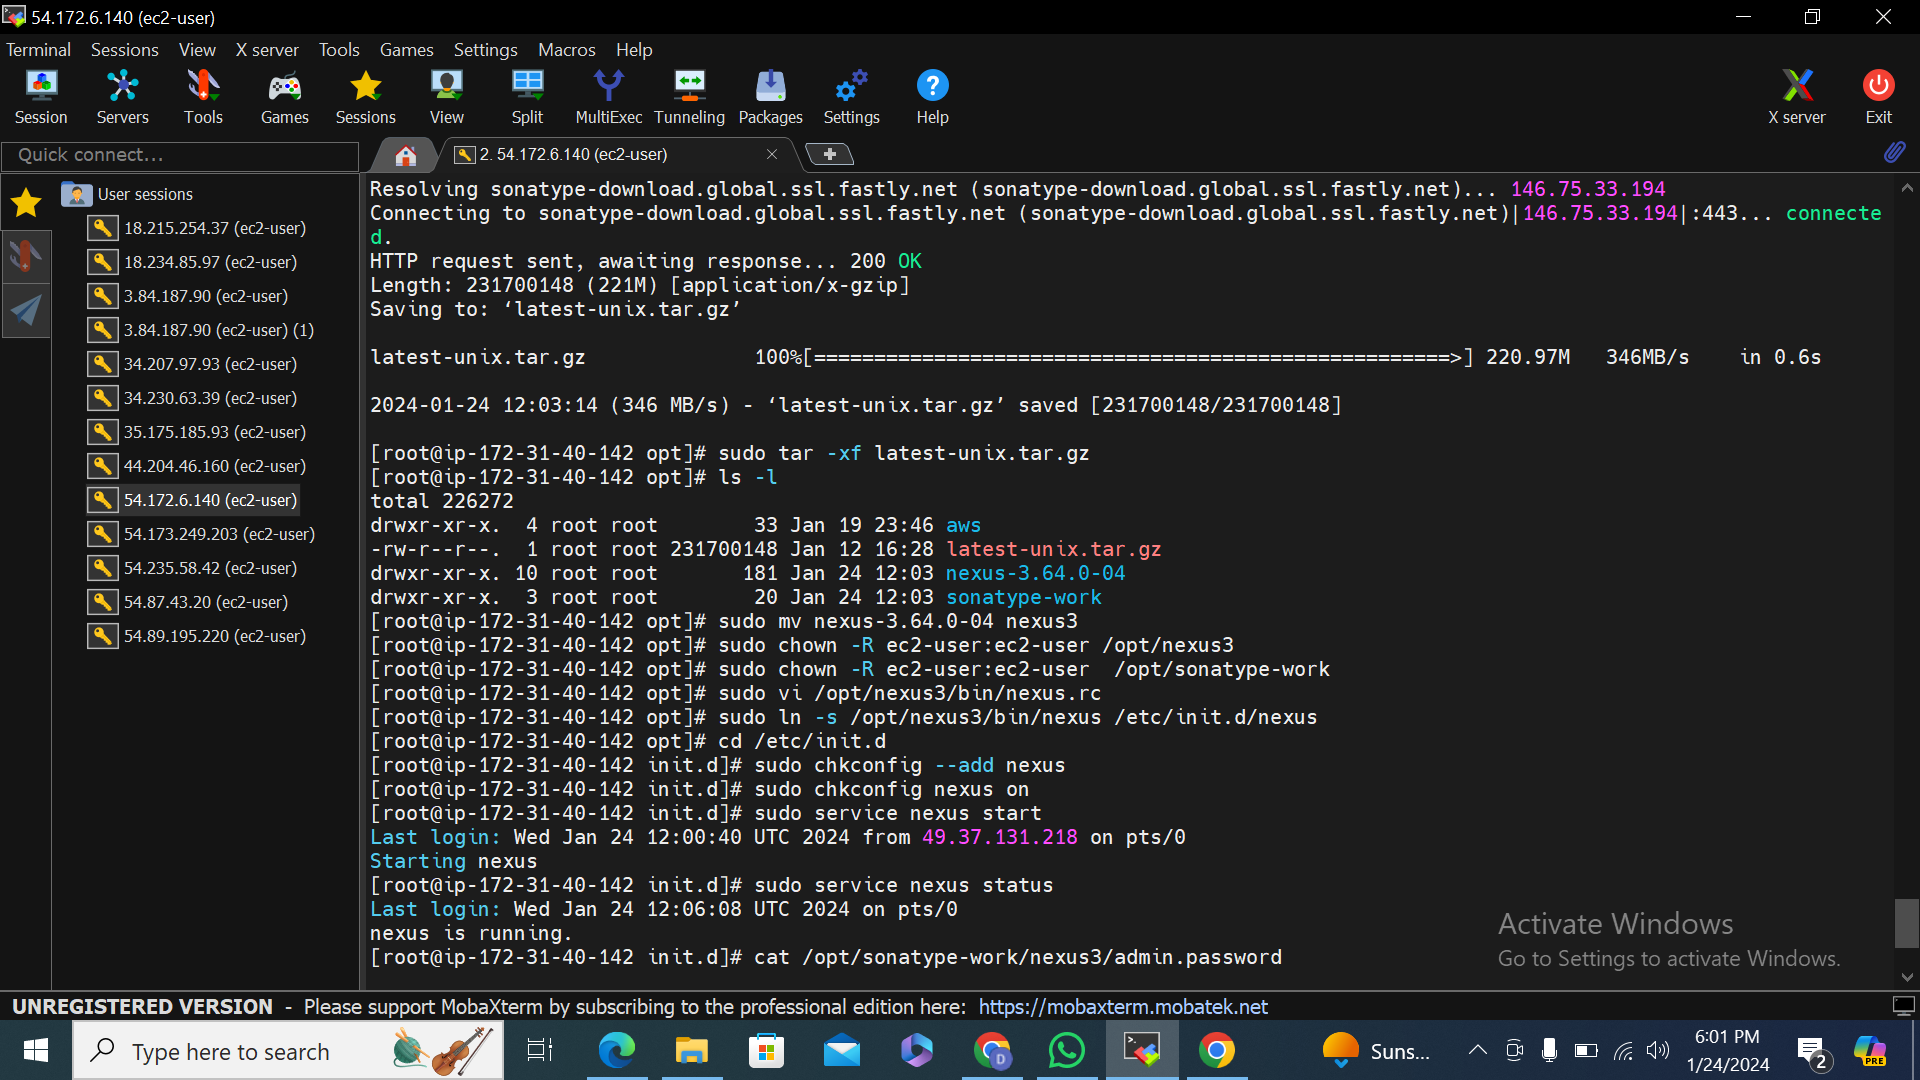 54.172.6.140 (ec2-user)
Terminal Sessions View X server Tools Games Settings Macros Help
Session Servers Tools Games Sessions View Split MultiExec Tunneling Packages Settings Help X server Exit
Quick connect...
2. 54.172.6.140 (ec2-user)
User sessions
18.215.254.37 (ec2-user)
18.234.85.97 (ec2-user)
3.84.187.90 (ec2-user)
3.84.187.90 (ec2-user) (1)
34.207.97.93 (ec2-user)
34.230.63.39 (ec2-user)
35.175.185.93 (ec2-user)
44.204.46.160 (ec2-user)
54.172.6.140 (ec2-user)
54.173.249.203 (ec2-user)
54.235.58.42 (ec2-user)
54.87.43.20 (ec2-user)
54.89.195.220 (ec2-user)
Resolving sonatype-download.global.ssl.fastly.net (sonatype-download.global.ssl.fastly.net)... 146.75.33.194
Connecting to sonatype-download.global.ssl.fastly.net (sonatype-download.global.ssl.fastly.net)|146.75.33.194|:443... connecte
d.
HTTP request sent, awaiting response... 200 OK
Length: 231700148 (221M) [application/x-gzip]
Saving to: ‘latest-unix.tar.gz’
latest-unix.tar.gz 100%[=====================================================>] 220.97M 346MB/s in 0.6s
2024-01-24 12:03:14 (346 MB/s) - ‘latest-unix.tar.gz’ saved [231700148/231700148]
[root@ip-172-31-40-142 opt]# sudo tar -xf latest-unix.tar.gz
[root@ip-172-31-40-142 opt]# ls -l
total 226272
drwxr-xr-x. 4 root root 33 Jan 19 23:46 aws
-rw-r--r--. 1 root root 231700148 Jan 12 16:28 latest-unix.tar.gz
drwxr-xr-x. 10 root root 181 Jan 24 12:03 nexus-3.64.0-04
drwxr-xr-x. 3 root root 20 Jan 24 12:03 sonatype-work
[root@ip-172-31-40-142 opt]# sudo mv nexus-3.64.0-04 nexus3
[root@ip-172-31-40-142 opt]# sudo chown -R ec2-user:ec2-user /opt/nexus3
[root@ip-172-31-40-142 opt]# sudo chown -R ec2-user:ec2-user /opt/sonatype-work
[root@ip-172-31-40-142 opt]# sudo vi /opt/nexus3/bin/nexus.rc
[root@ip-172-31-40-142 opt]# sudo ln -s /opt/nexus3/bin/nexus /etc/init.d/nexus
[root@ip-172-31-40-142 opt]# cd /etc/init.d
[root@ip-172-31-40-142 init.d]# sudo chkconfig --add nexus
[root@ip-172-31-40-142 init.d]# sudo chkconfig nexus on
[root@ip-172-31-40-142 init.d]# sudo service nexus start
Last login: Wed Jan 24 12:00:40 UTC 2024 from 49.37.131.218 on pts/0
Starting nexus
[root@ip-172-31-40-142 init.d]# sudo service nexus status
Last login: Wed Jan 24 12:06:08 UTC 2024 on pts/0
nexus is running.
[root@ip-172-31-40-142 init.d]# cat /opt/sonatype-work/nexus3/admin.password
Activate Windows
Go to Settings to activate Windows.
UNREGISTERED VERSION - Please support MobaXterm by subscribing to the professional edition here: https://mobaxterm.mobatek.net
Type here to search
D
Suns...
6:01 PM
1/24/2024
2
PRE